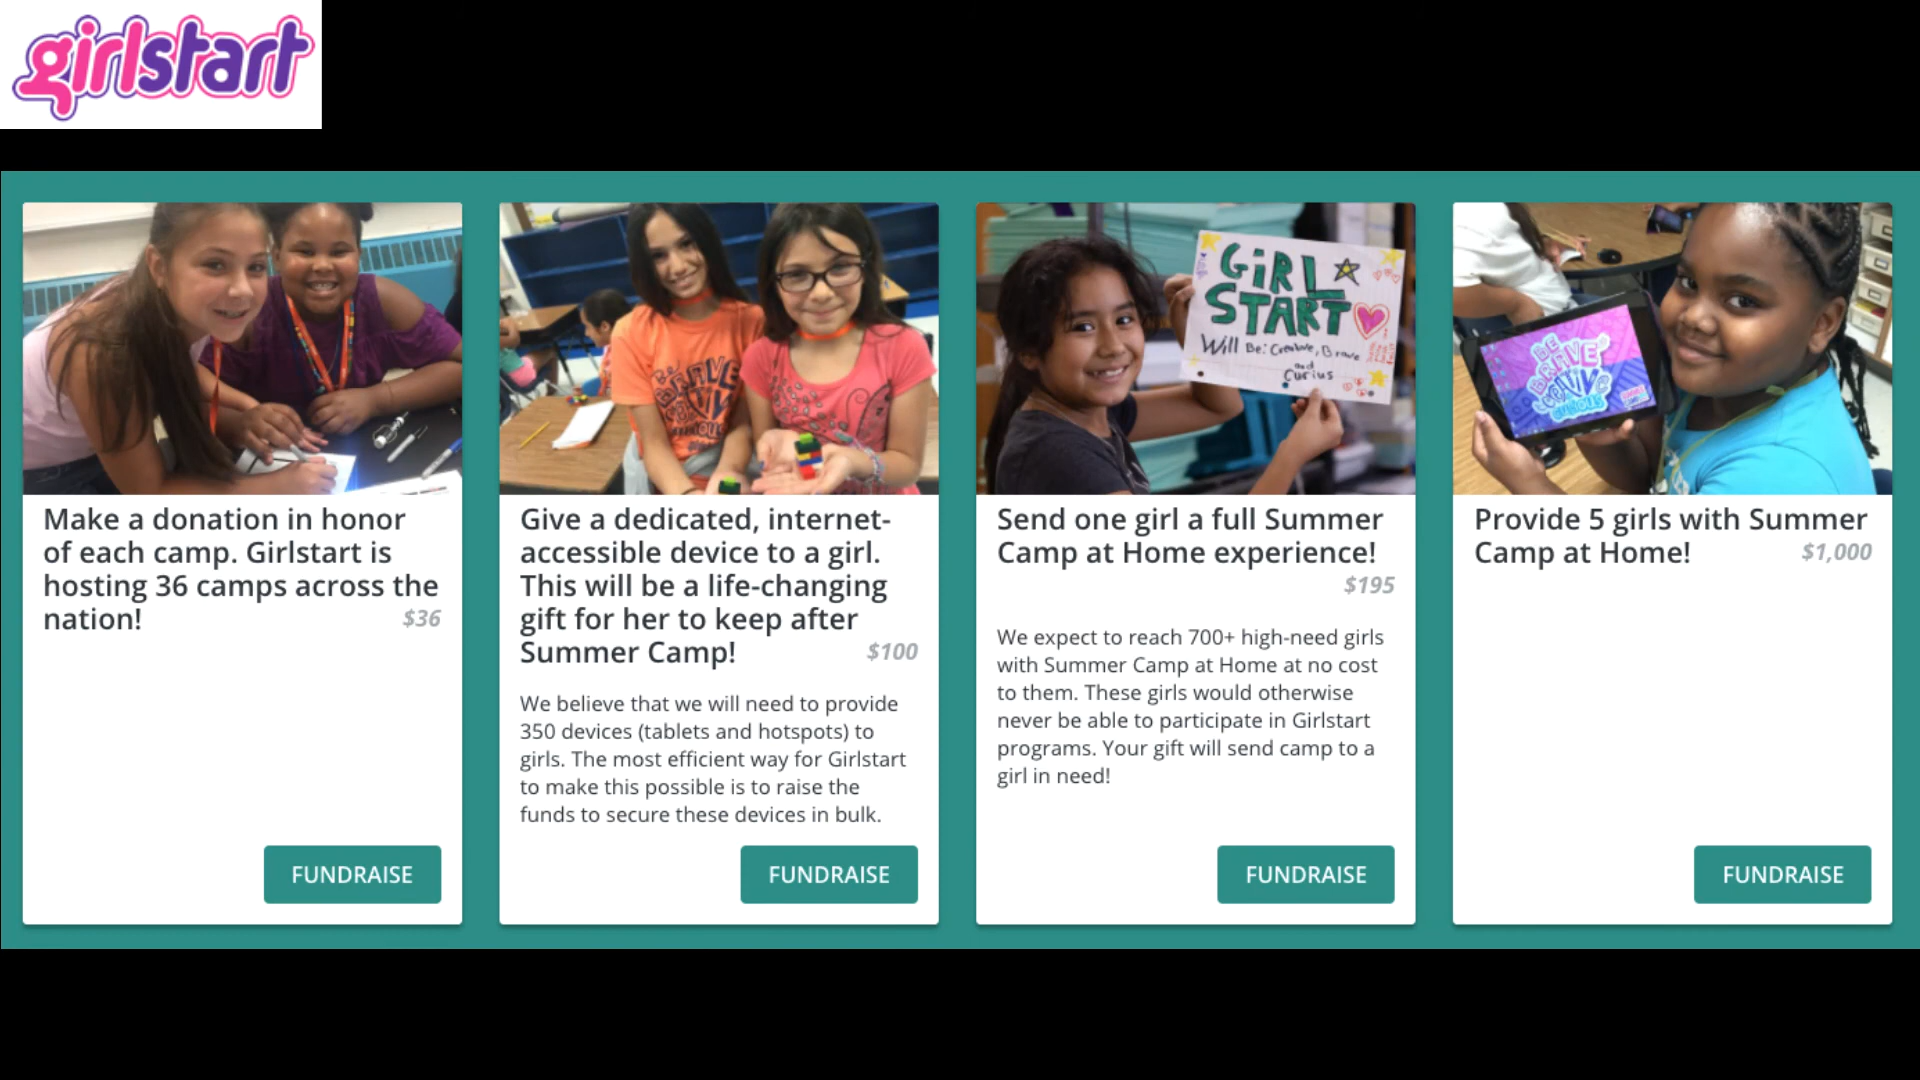 girlstart
Make a donation in honor
of each camp. Girlstart is
hosting 36 camps across the
nation! $36
FUNDRAISE
BRAVE
Give a dedicated, internet-
accessible device to a girl.
This will be a life-changing
gift for her to keep after
Summer Camp! $100
We believe that we will need to provide
350 devices (tablets and hotspots) to
girls. The most efficient way for Girlstart
to make this possible is to raise the
funds to secure these devices in bulk.
FUNDRAISE
GIRL
START
Will Be: Creative, Brave
and
Curius
Send one girl a full Summer
Camp at Home experience!
$195
We expect to reach 700+ high-need girls
with Summer Camp at Home at no cost
to them. These girls would otherwise
never be able to participate in Girlstart
programs. Your gift will send camp to a
girl in need!
FUNDRAISE
BE
BRAVE
CREATIVE
CURIOUS
Provide 5 girls with Summer
Camp at Home! $1,000
FUNDRAISE